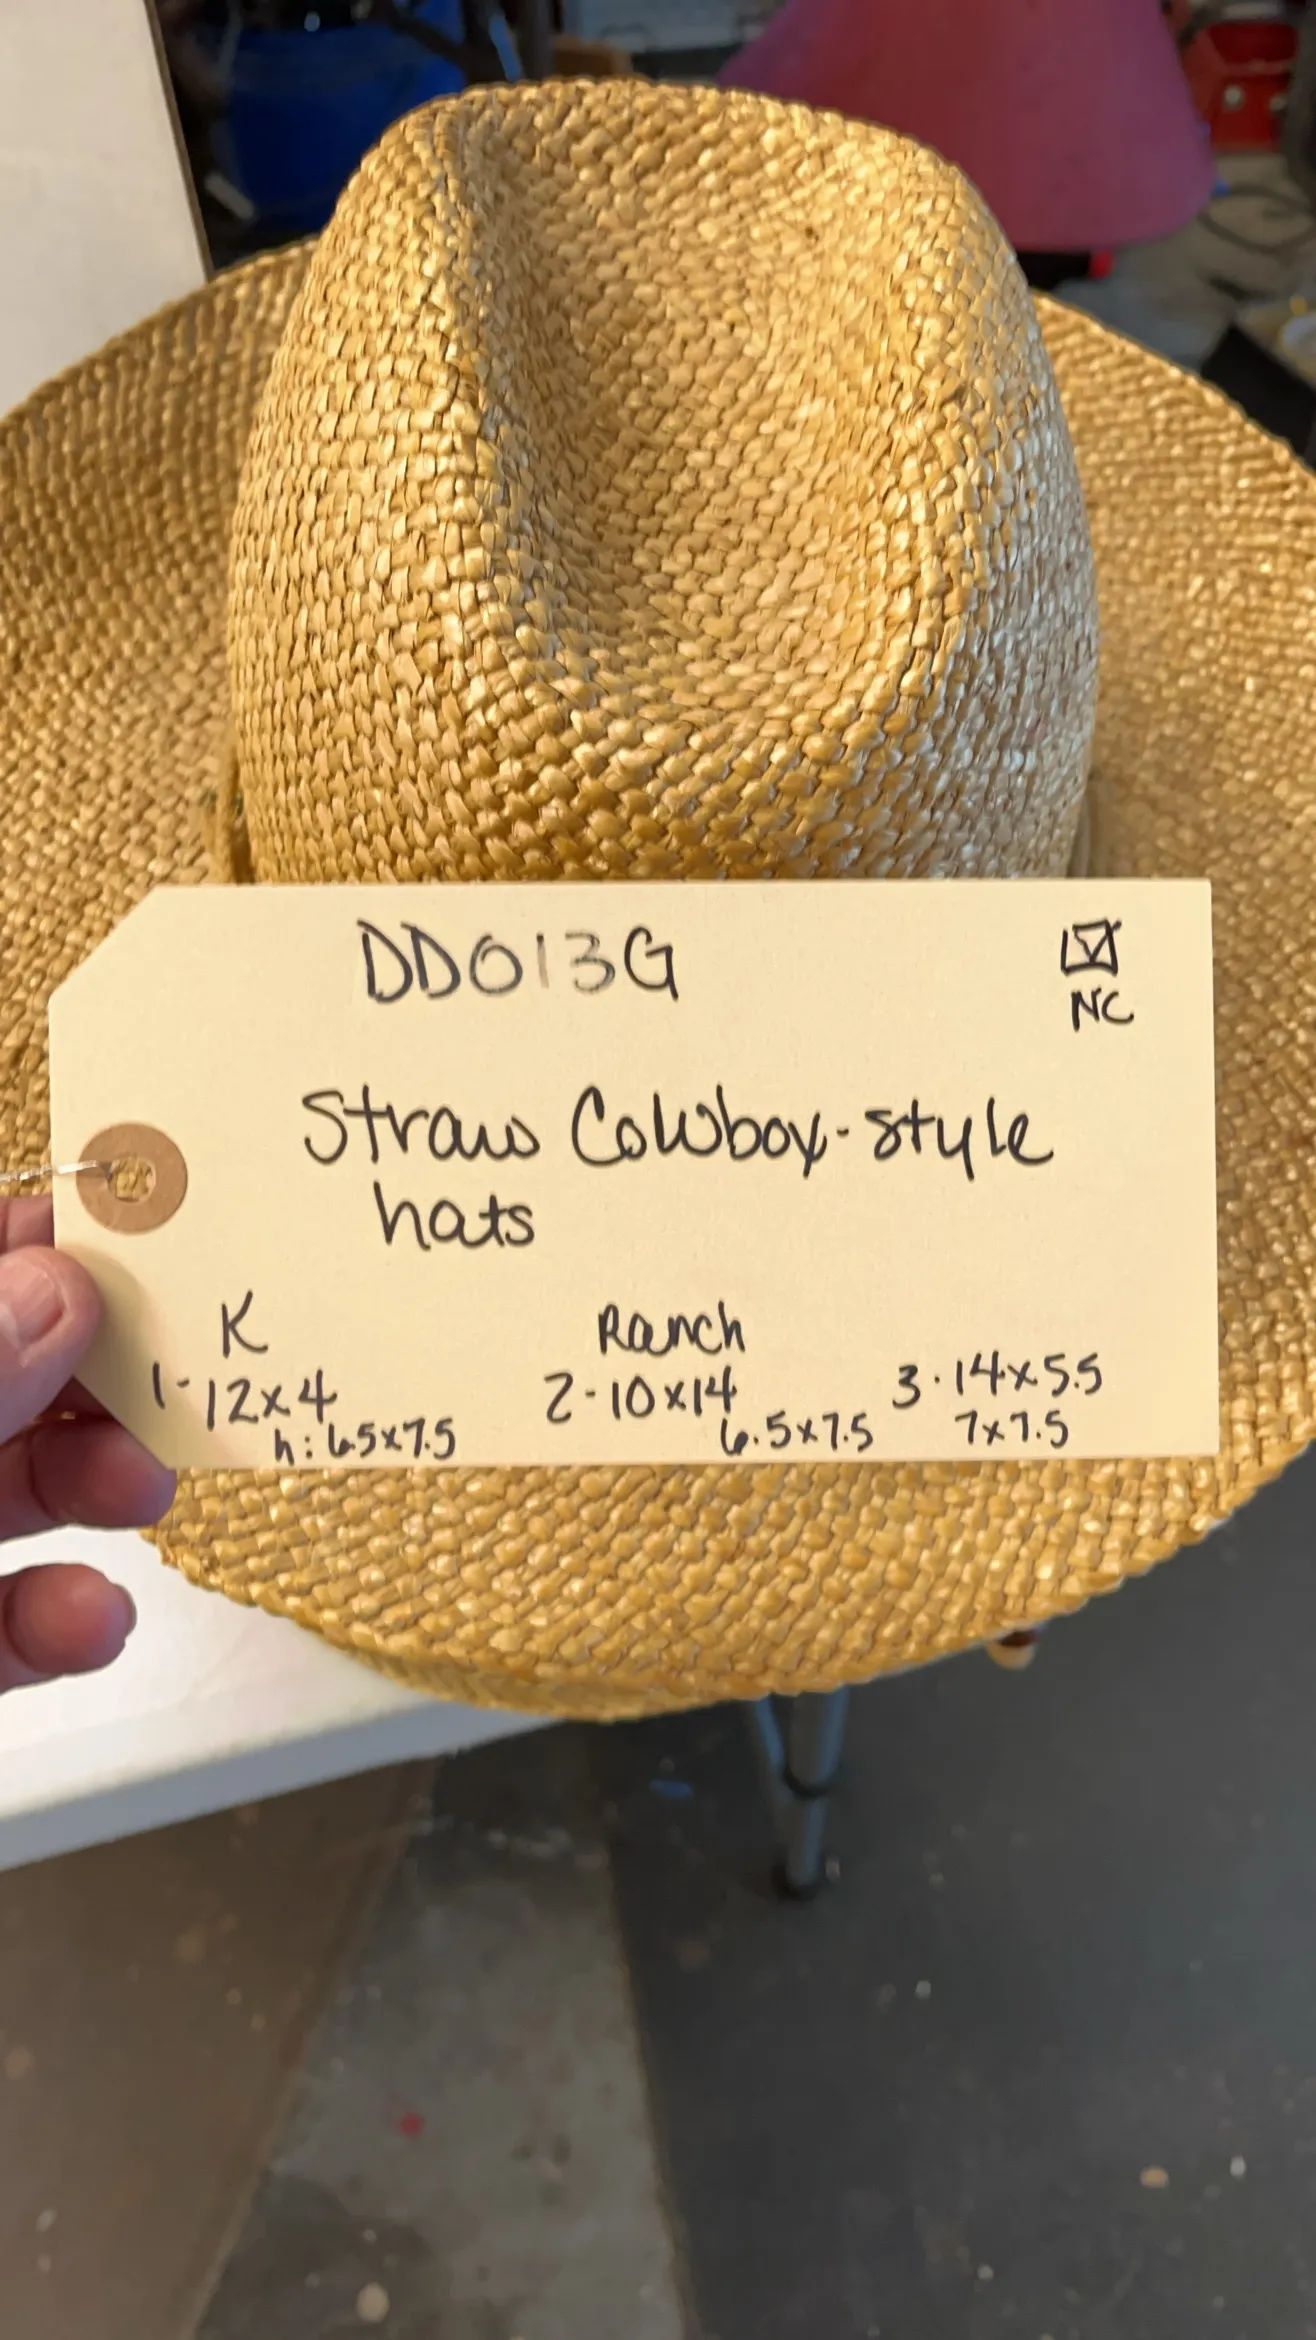 DD013G
NC
Straw Cowboy-style
hats
K
1-12x4
h: 6.5x7.5
Ranch
2-10x14
6.5x7.5
3.14x5.5
7x7.5